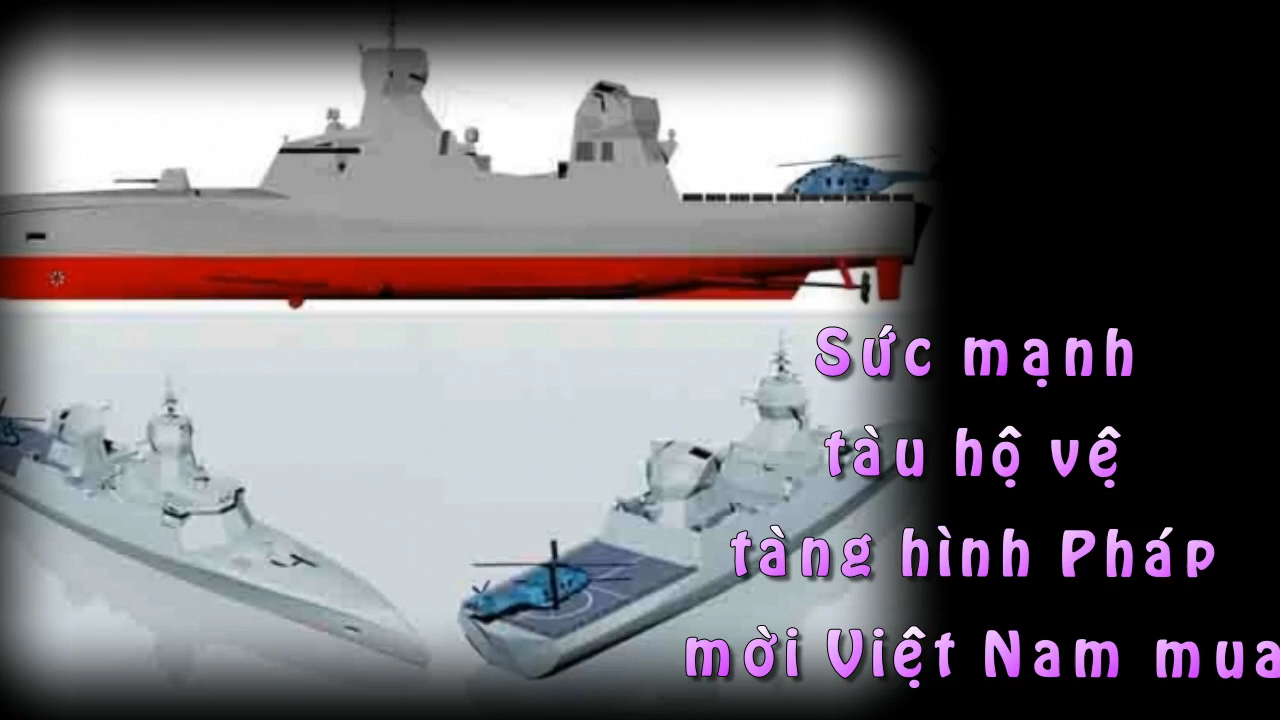 Sức mạnh
tàu hộ vệ
tàng hình Pháp
mời Việt Nam mua